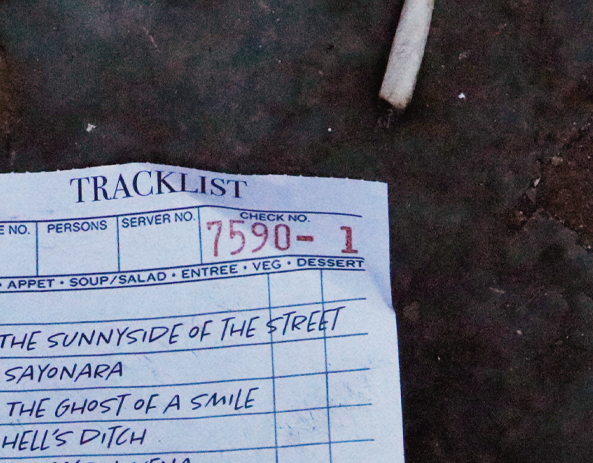 TRACKLIST
E NO. PERSONS SERVER NO. CHECK NO.
7590- 1
• APPET • SOUP/SALAD • ENTREE • VEG • DESSERT
THE SUNNYSIDE OF THE STREET
SAYONARA
THE GHOST OF A SMILE
HELL'S DITCH